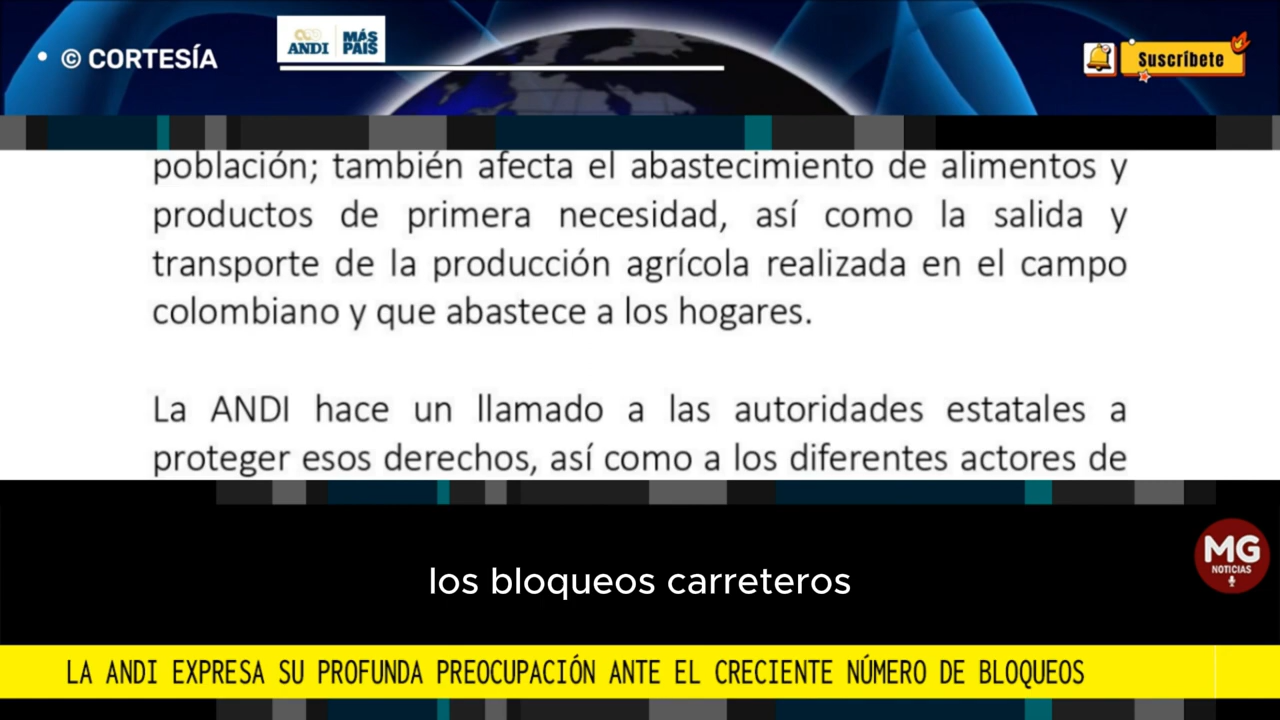 © CORTESÍA
ANDI
MÁS
PAÍS
Suscríbete
población; también afecta el abastecimiento de alimentos y
productos de primera necesidad, así como la salida y
transporte de la producción agrícola realizada en el campo
colombiano y que abastece a los hogares.
La ANDI hace un llamado a las autoridades estatales a
proteger esos derechos, así como a los diferentes actores de
los bloqueos carreteros
MG
NOTICIAS
LA ANDI EXPRESA SU PROFUNDA PREOCUPACIÓN ANTE EL CRECIENTE NÚMERO DE BLOQUEOS